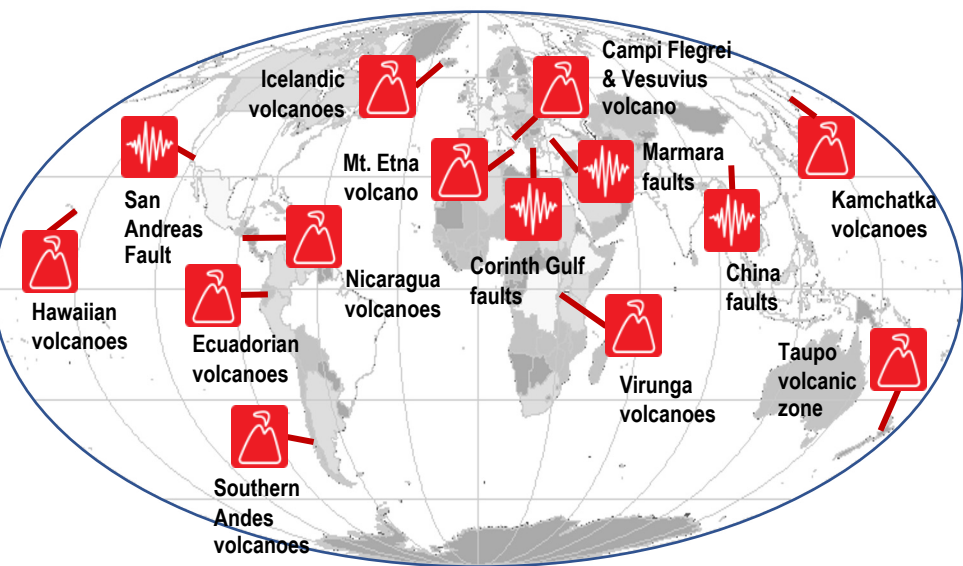 Icelandic
volcanoes
Campi Flegrei
& Vesuvius
volcano
Mt. Etna
volcano
Marmara
faults
San
Andreas
Fault
Kamchatka
volcanoes
Nicaragua
volcanoes
Corinth Gulf
faults
China
faults
Hawaiian
volcanoes
Ecuadorian
volcanoes
Virunga
volcanoes
Taupo
volcanic
zone
Southern
Andes
volcanoes